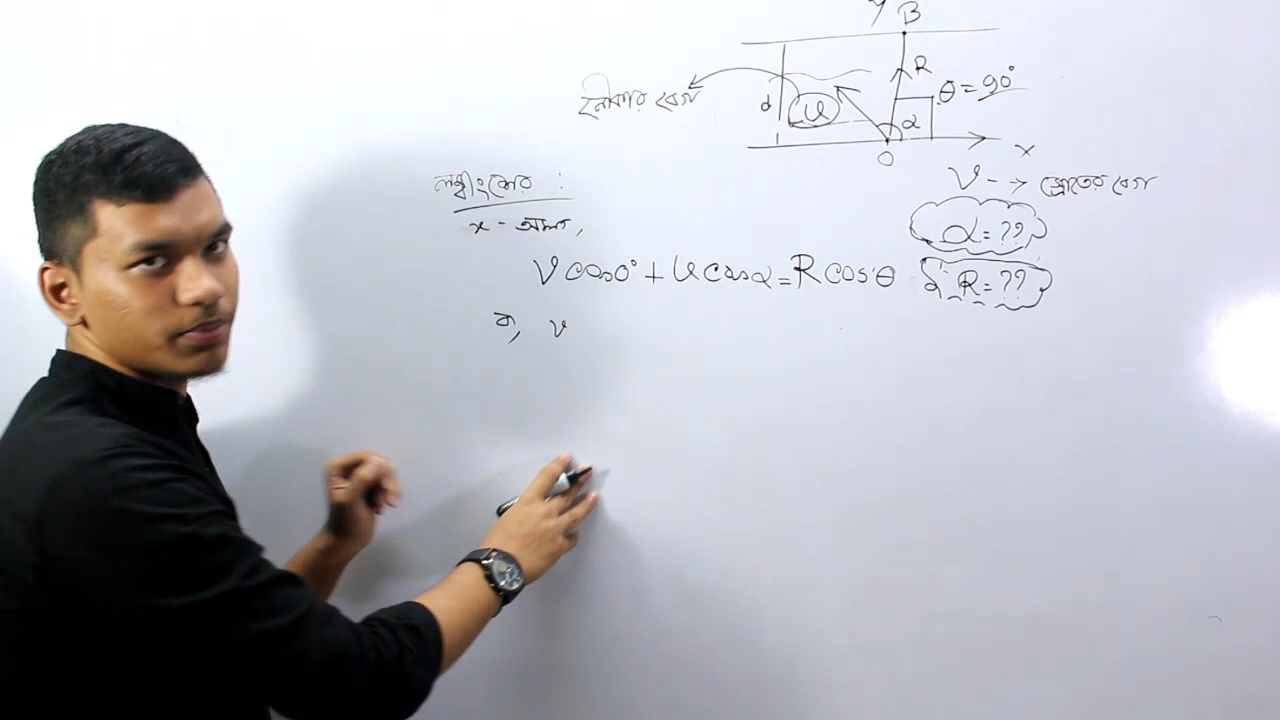 y B
R
নৌকার বেগ
d u θ = 90°
α
O x
v → স্রোতের বেগ
লম্বাংশের :
x - অক্ষে,
α = ??
v cos0° + u cosα = R cosθ
R = ??
বা, v